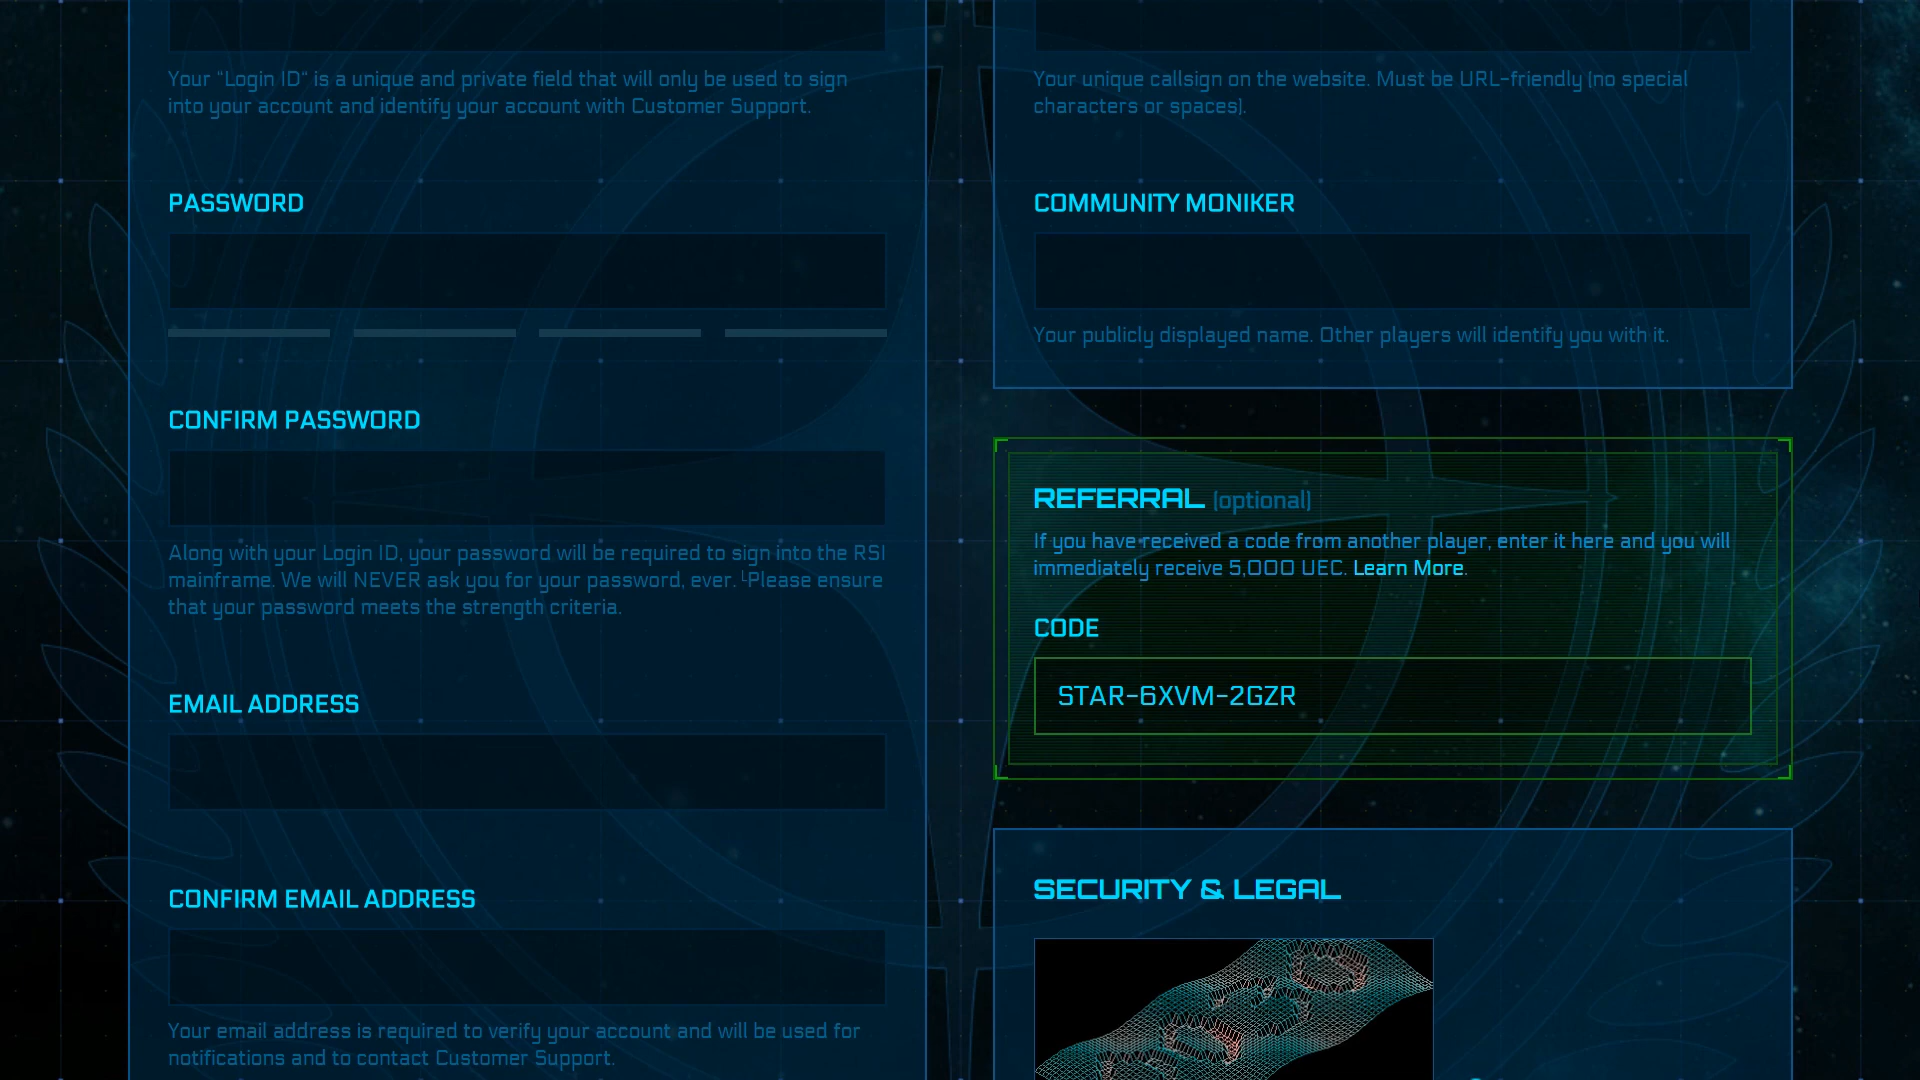 Your "Login ID" is a unique and private field that will only be used to sign
into your account and identify your account with Customer Support.
PASSWORD
CONFIRM PASSWORD
Along with your Login ID, your password will be required to sign into the RSI
mainframe. We will NEVER ask you for your password, ever. └Please ensure
that your password meets the strength criteria.
EMAIL ADDRESS
CONFIRM EMAIL ADDRESS
Your email address is required to verify your account and will be used for
notifications and to contact Customer Support.
Your unique callsign on the website. Must be URL-friendly (no special
characters or spaces).
COMMUNITY MONIKER
Your publicly displayed name. Other players will identify you with it.
REFERRAL (optional)
If you have received a code from another player, enter it here and you will
immediately receive 5,000 UEC. Learn More.
CODE
STAR-6XVM-2GZR
SECURITY & LEGAL